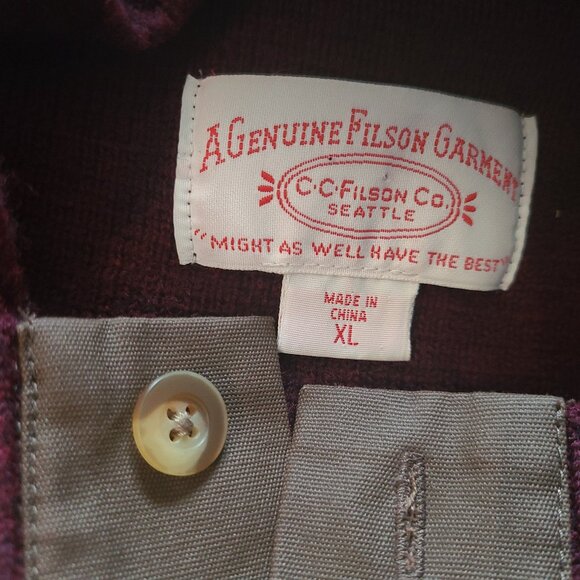 A GENUINE FILSON GARMENT
C.C. FILSON CO.
SEATTLE
"MIGHT AS WELL HAVE THE BEST"
MADE IN
CHINA
XL